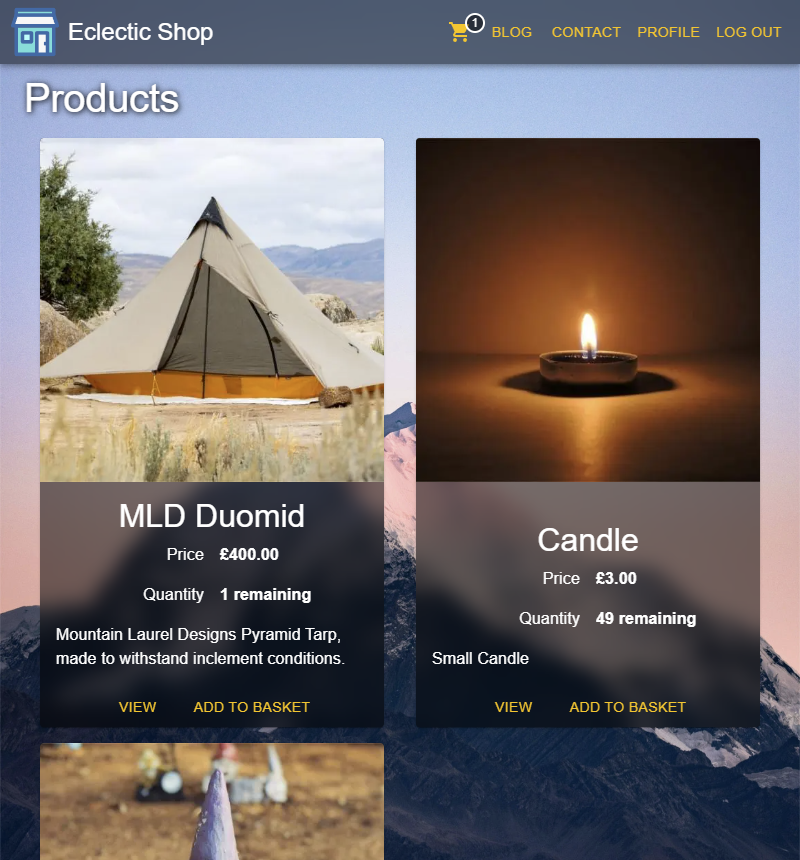 Eclectic Shop
1
BLOG
CONTACT
PROFILE
LOG OUT
Products
MLD Duomid
Price £400.00
Quantity 1 remaining
Mountain Laurel Designs Pyramid Tarp,
made to withstand inclement conditions.
VIEW
ADD TO BASKET
Candle
Price £3.00
Quantity 49 remaining
Small Candle
VIEW
ADD TO BASKET